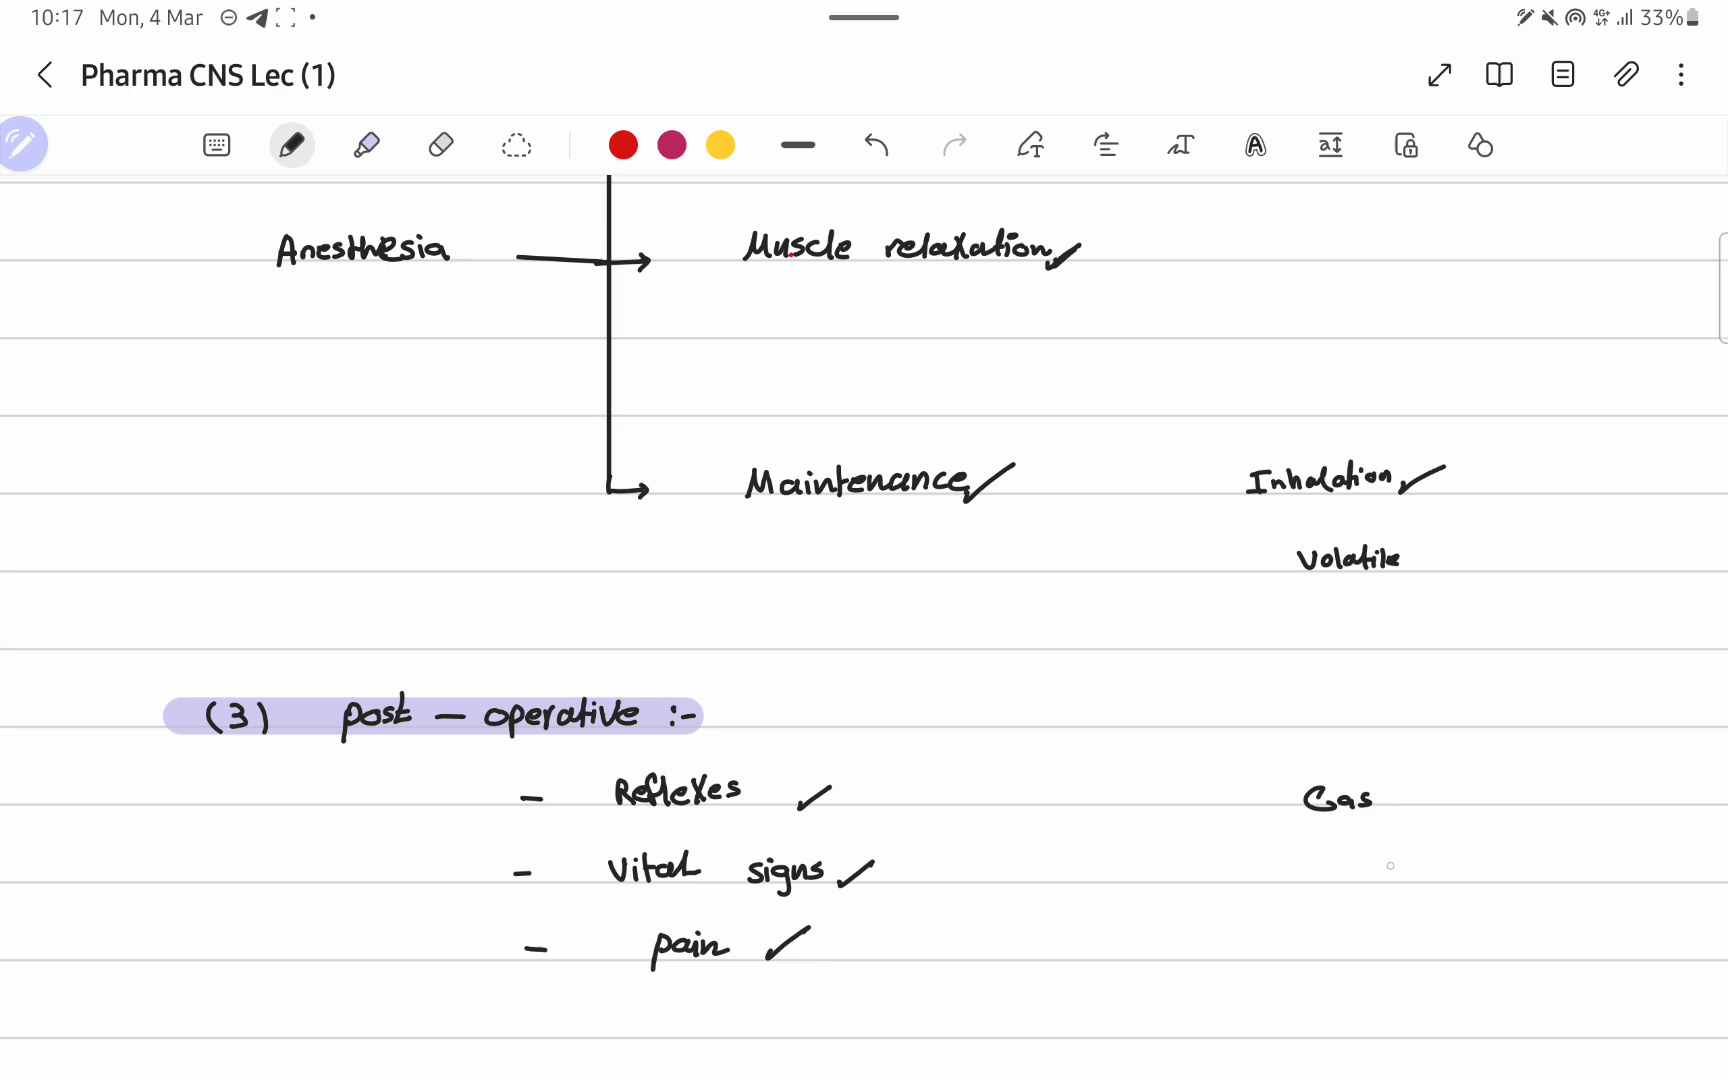 10:17 Mon, 4 Mar 4G+ 33%
Pharma CNS Lec (1)
Anesthesia Muscle relaxation
Maintenance Inhalation
Volatile
(3) post - operative :-
- Reflexes Gas
- Vital signs
- pain